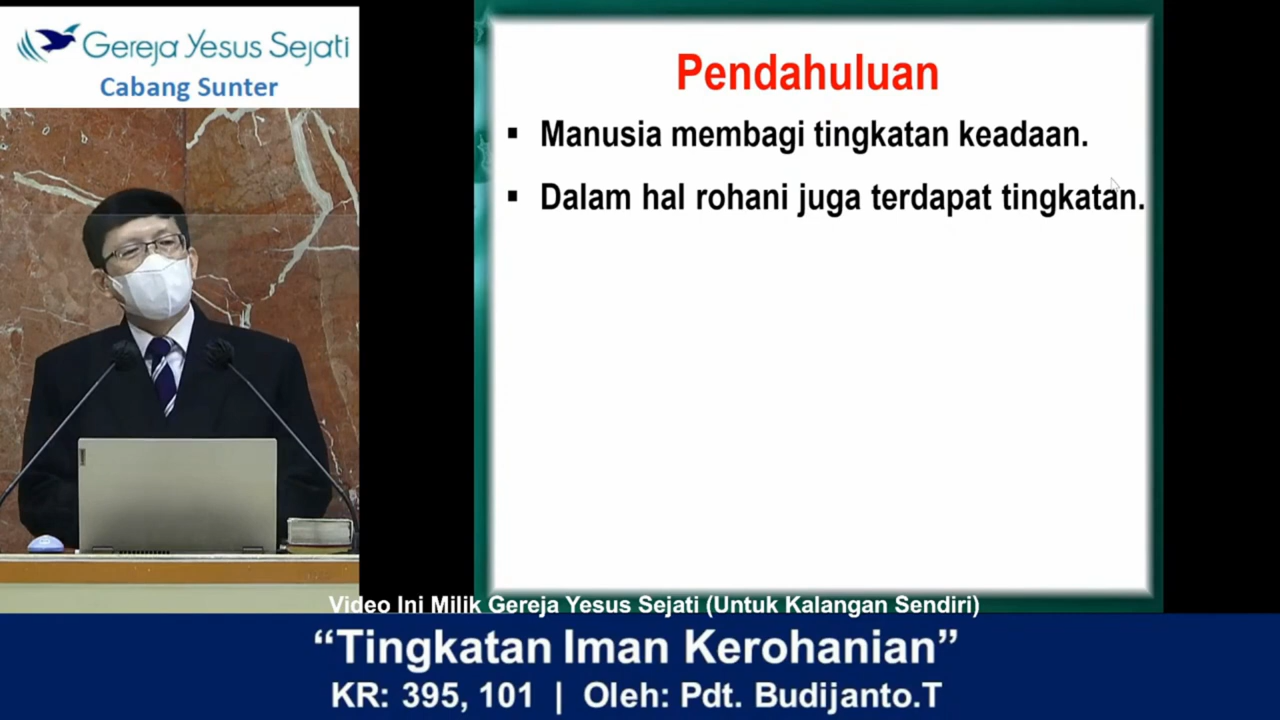 Gereja Yesus Sejati
Cabang Sunter
Pendahuluan
▪ Manusia membagi tingkatan keadaan.
▪ Dalam hal rohani juga terdapat tingkatan.
Video Ini Milik Gereja Yesus Sejati (Untuk Kalangan Sendiri)
“Tingkatan Iman Kerohanian”
KR: 395, 101 | Oleh: Pdt. Budijanto.T